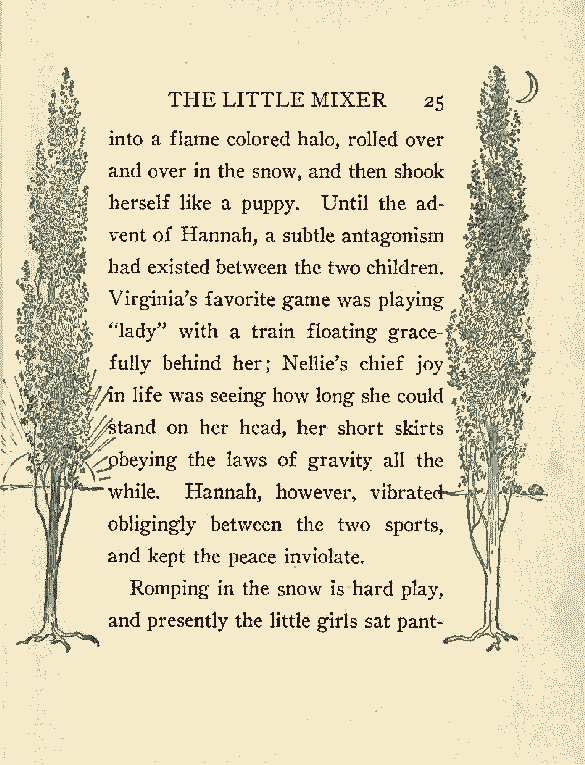 THE LITTLE MIXER 25
into a flame colored halo, rolled over
and over in the snow, and then shook
herself like a puppy. Until the ad-
vent of Hannah, a subtle antagonism
had existed between the two children.
Virginia's favorite game was playing
"lady" with a train floating grace-
fully behind her; Nellie's chief joy
in life was seeing how long she could
stand on her head, her short skirts
obeying the laws of gravity all the
while. Hannah, however, vibrated
obligingly between the two sports,
and kept the peace inviolate.
Romping in the snow is hard play,
and presently the little girls sat pant-